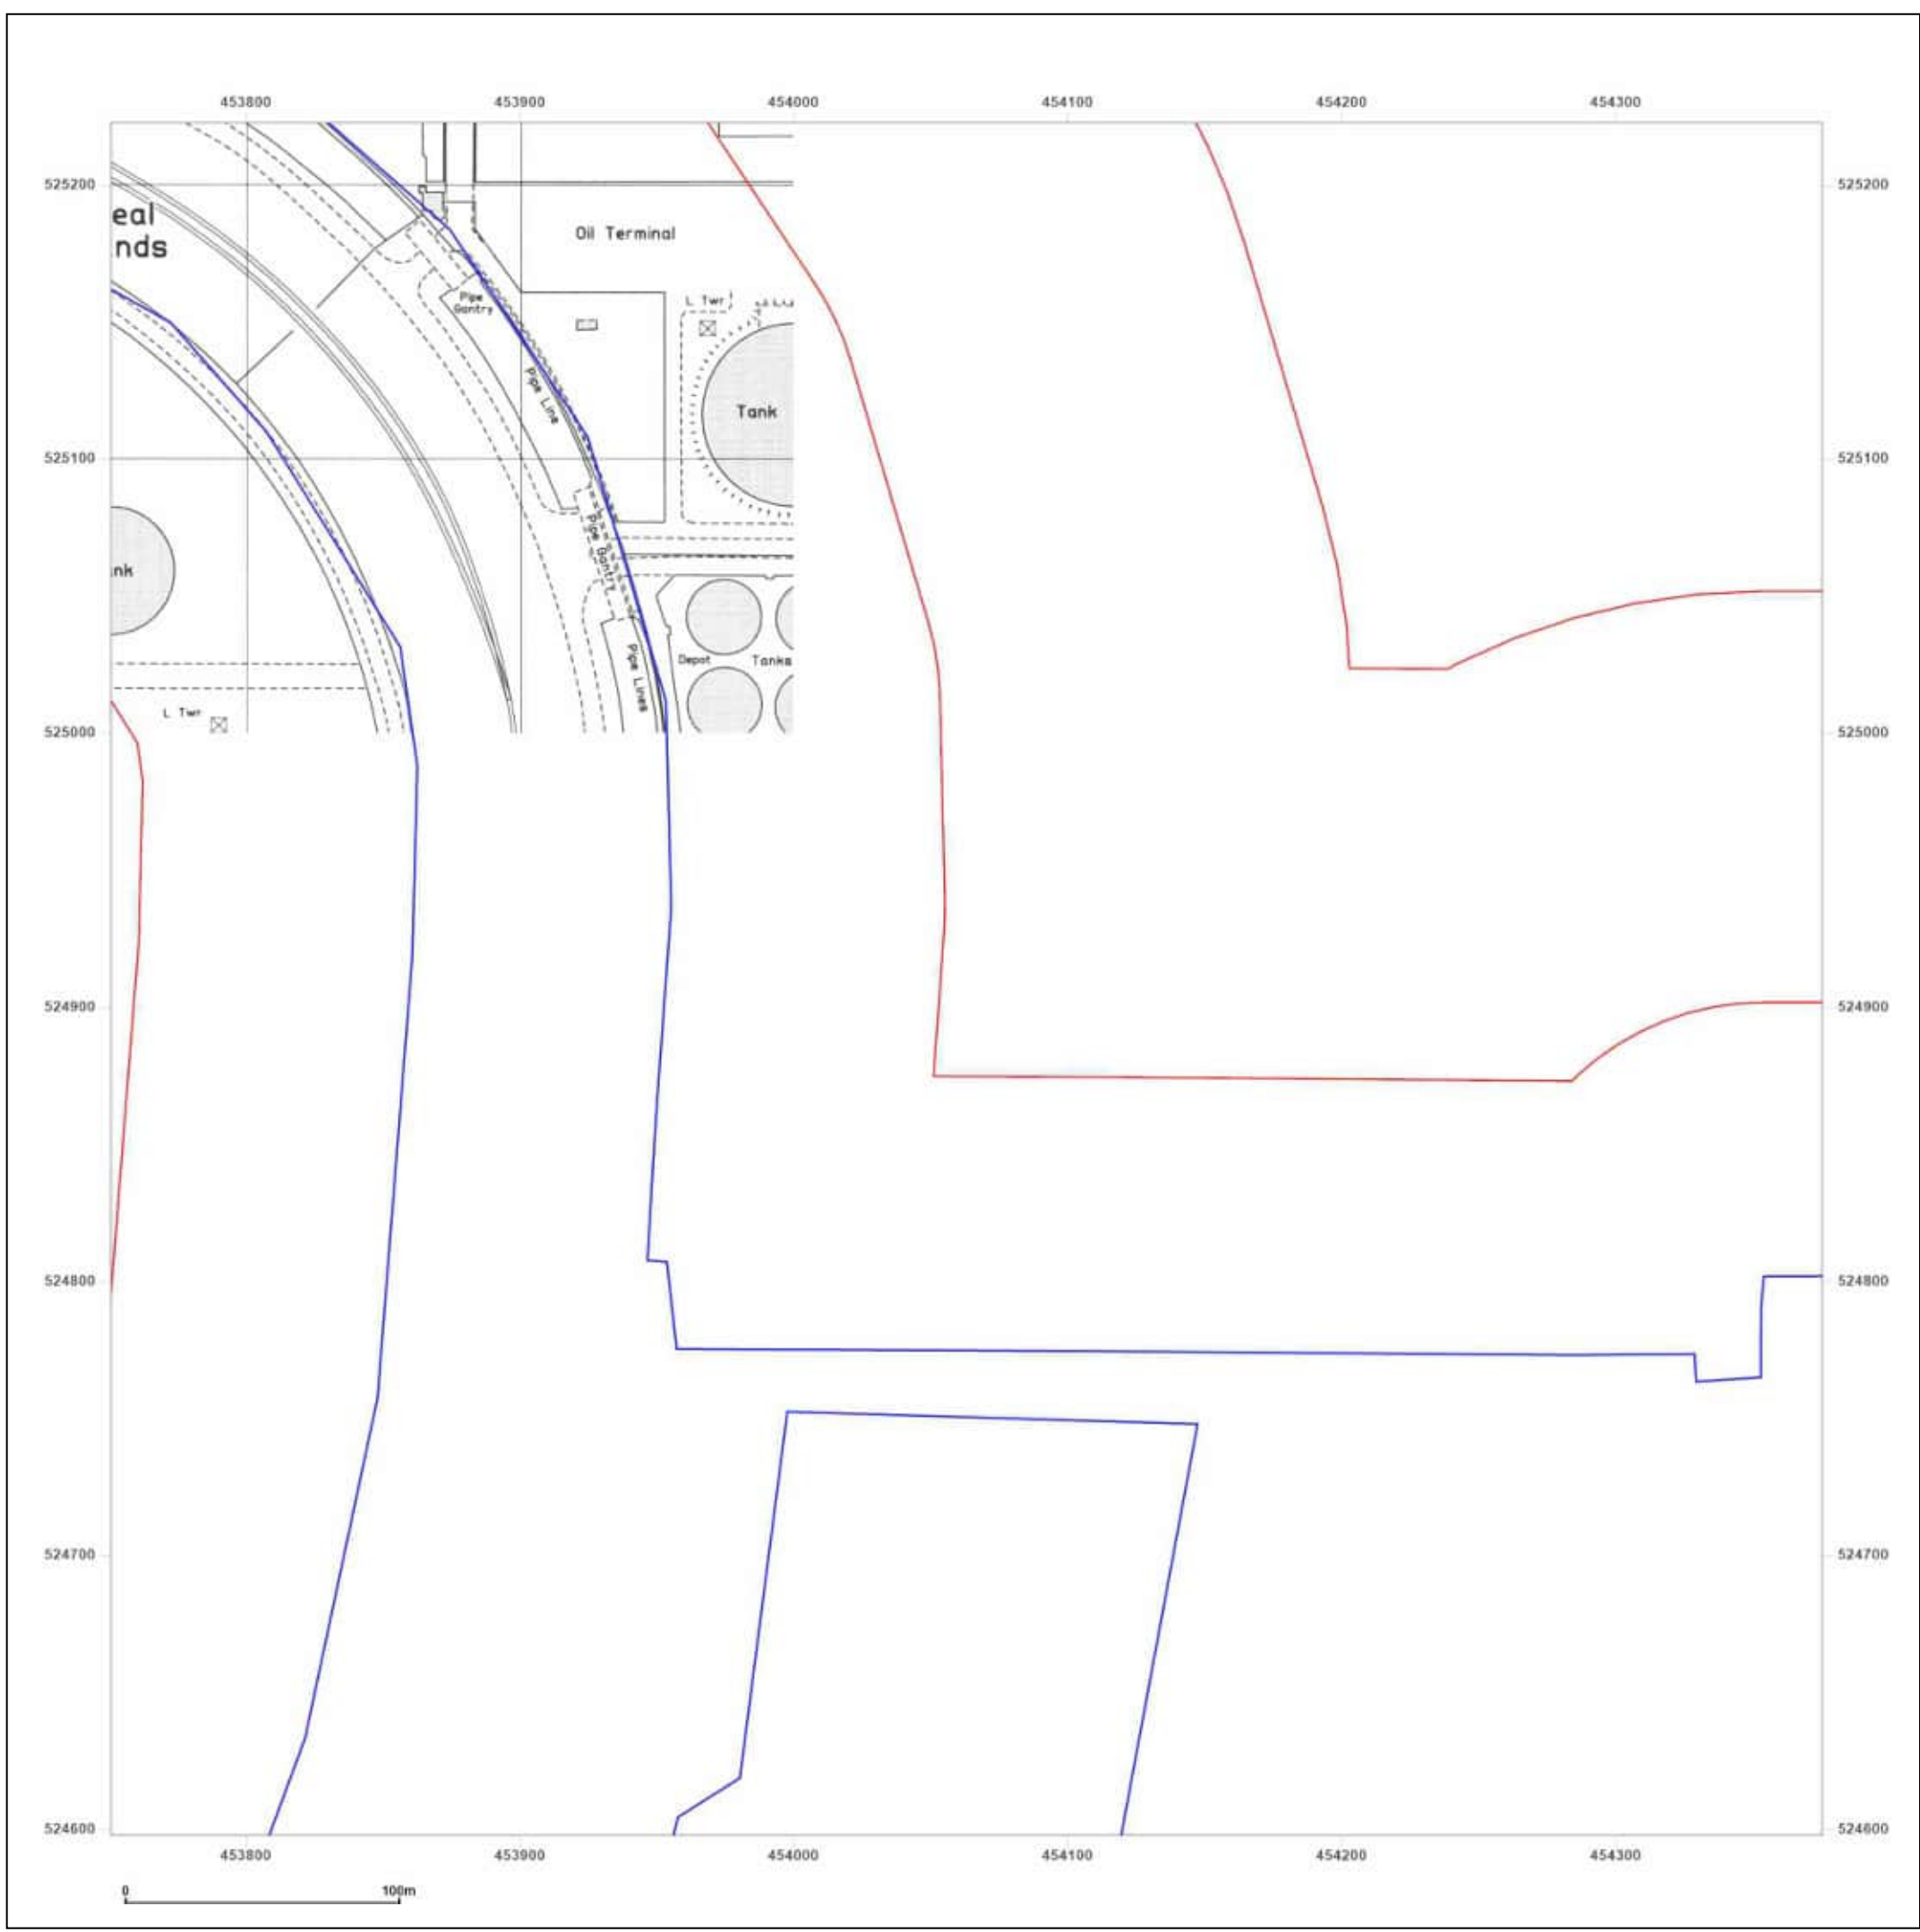 453800 453900 454000 454100 454200 454300
525200 525200
eal
nds
Oil Terminal
Pipe
Gantry
L Twr
Pipe Line
Tank
525100 525100
Pipe Gantry
nk
Depot Tanks
Pipe Lines
L Twr
525000 525000
524900 524900
524800 524800
524700 524700
524600 524600
453800 453900 454000 454100 454200 454300
0 100m